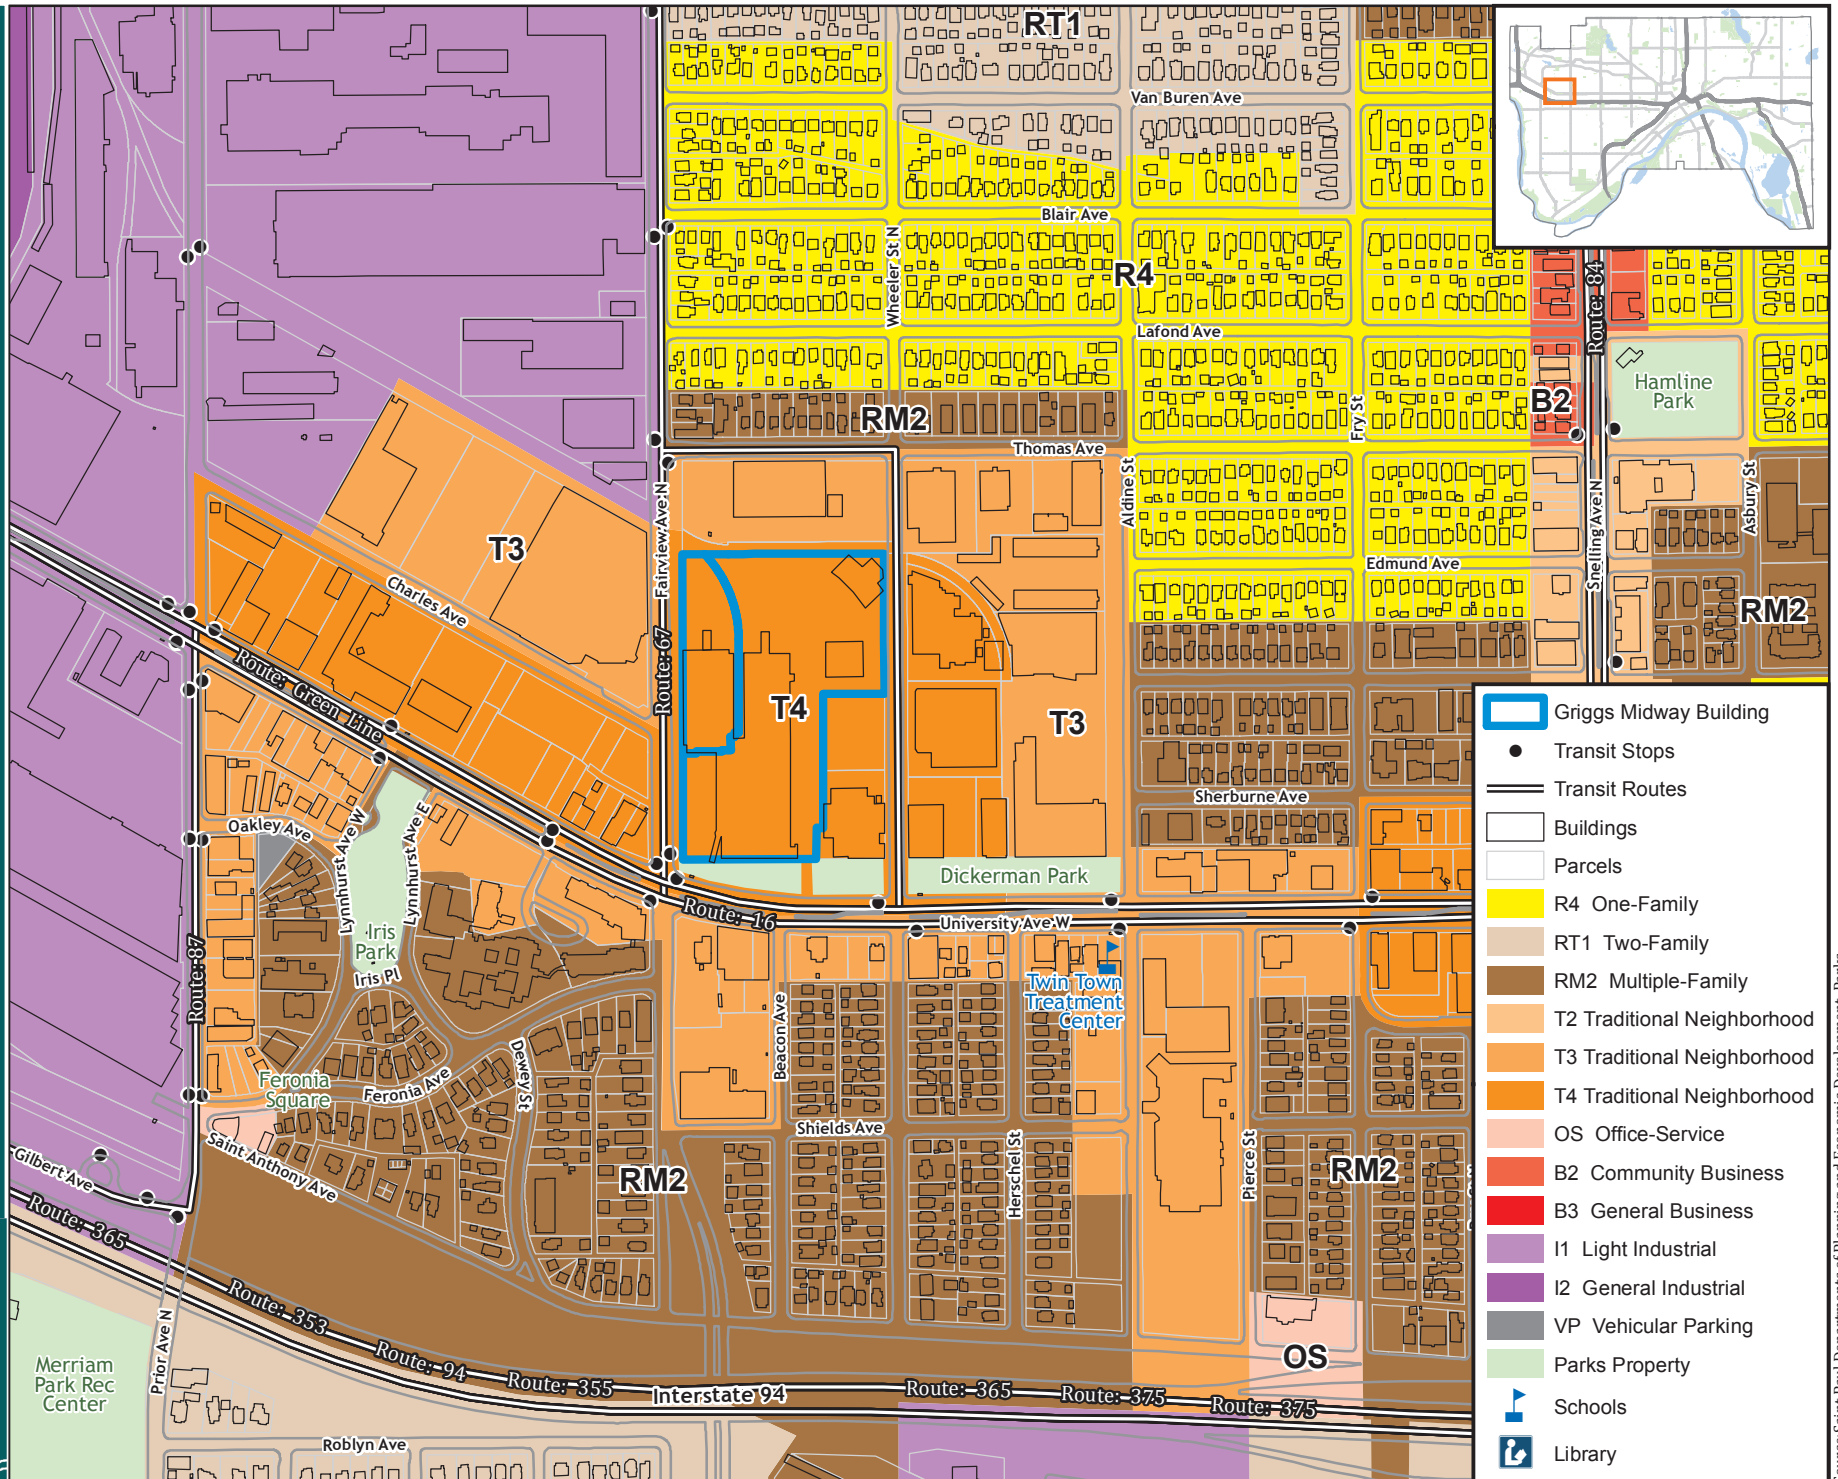 RT1
Van Buren Ave
Blair Ave
Wheeler St N
R4
Lafond Ave
Route: 84
Hamline
Park
B2
RM2
Fry St
Thomas Ave
Aldine St
Fairview Ave N
Snelling Ave N
Asbury St
T3
Edmund Ave
Charles Ave
RM2
Route: Green Line
Route: 67
T4
T3
Sherburne Ave
Oakley Ave
Lynnhurst Ave W
Lynnhurst Ave E
Dickerman Park
Route: 16
University Ave W
Iris
Park
Iris Pl
Route: 87
Twin Town
Treatment
Center
Beacon Ave
Dewey St
Feronia
Square
Feronia Ave
Shields Ave
Saint Anthony Ave
Gilbert Ave
RM2
Herschel St
Pierce St
RM2
Route: 365
Route: 353
Route: 94
Route: 355
Interstate 94
Route: 365
Route: 375
Route: 375
OS
Prior Ave N
Merriam
Park Rec
Center
Roblyn Ave
Griggs Midway Building
Transit Stops
Transit Routes
Buildings
Parcels
R4 One-Family
RT1 Two-Family
RM2 Multiple-Family
T2 Traditional Neighborhood
T3 Traditional Neighborhood
T4 Traditional Neighborhood
OS Office-Service
B2 Community Business
B3 General Business
I1 Light Industrial
I2 General Industrial
VP Vehicular Parking
Parks Property
Schools
Library